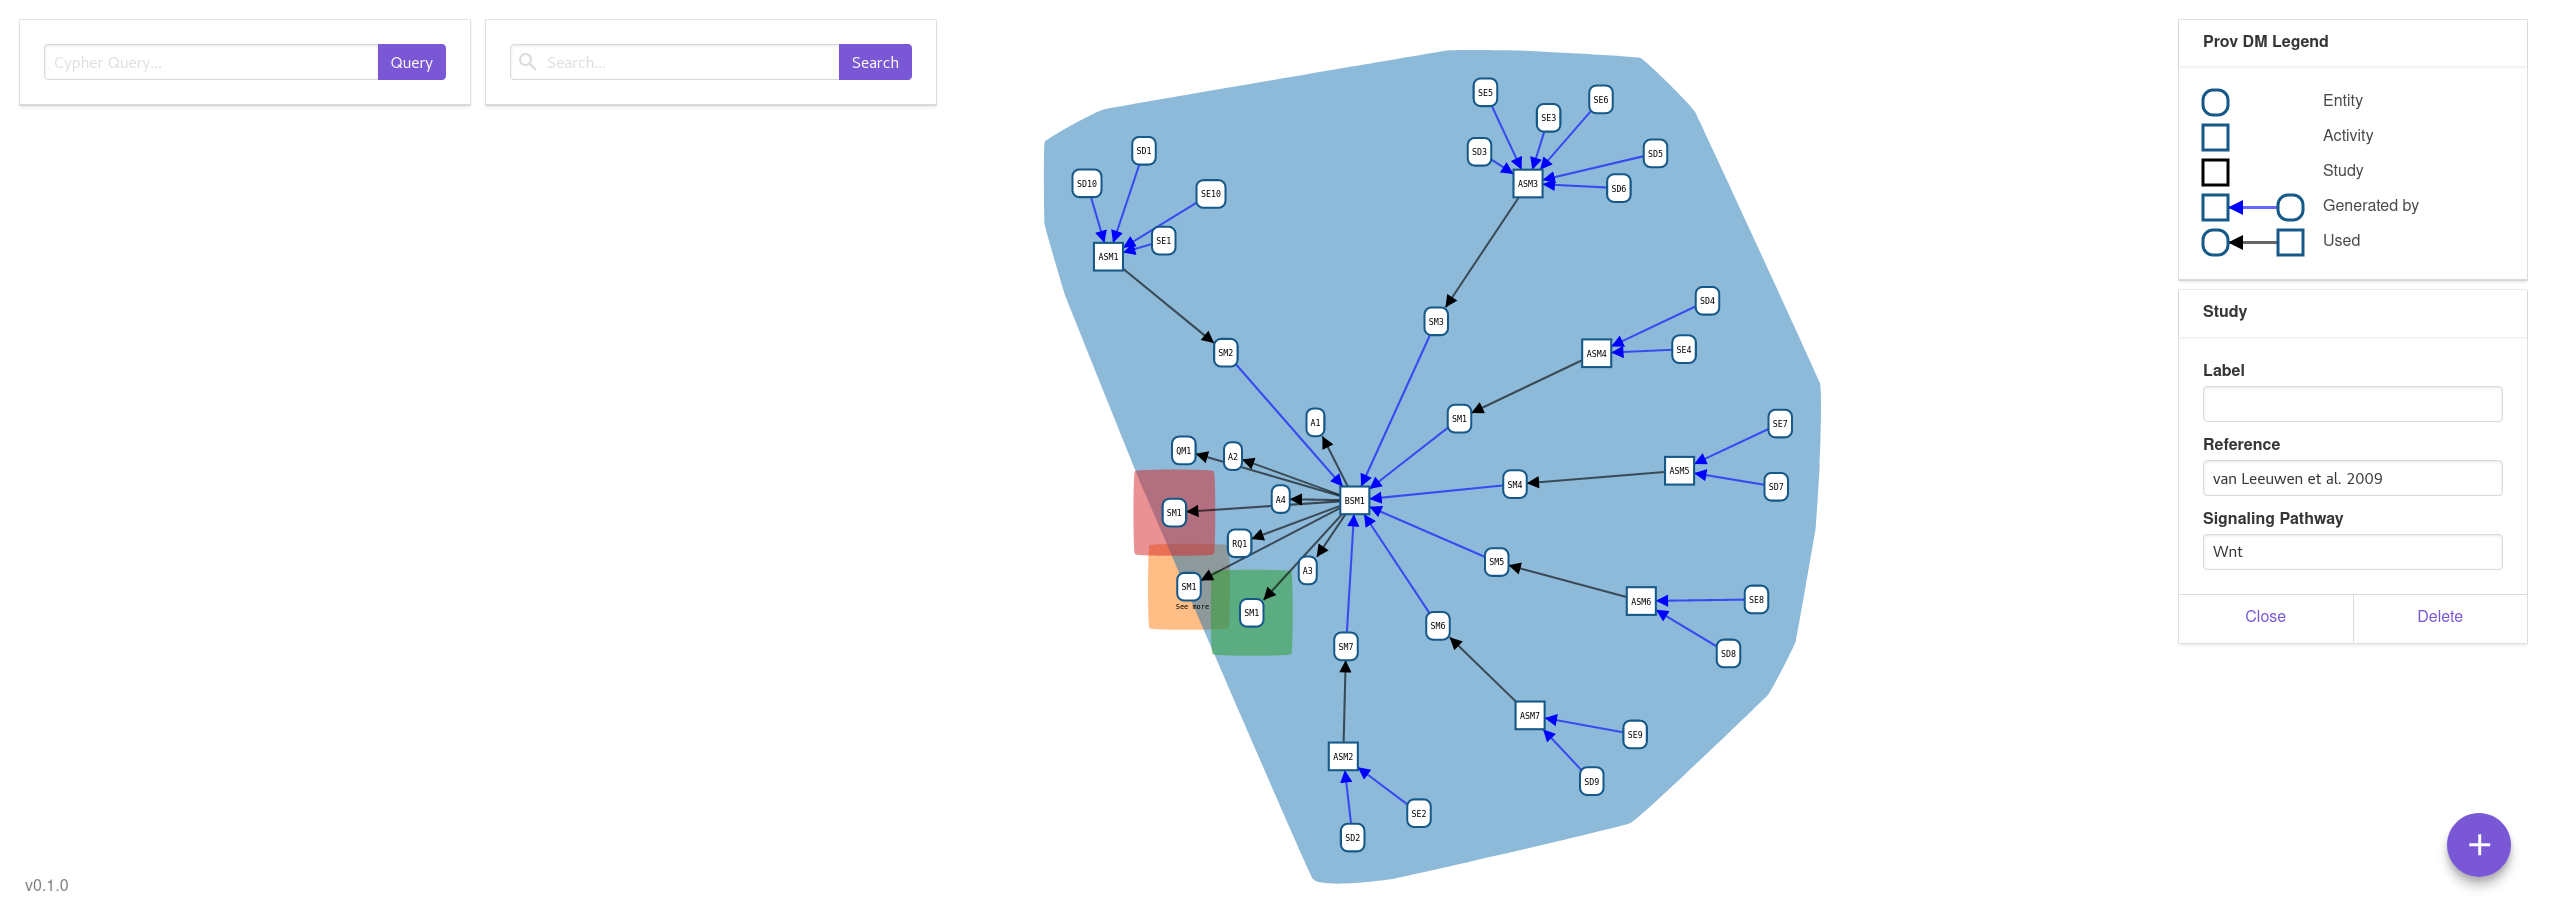 Cypher Query...
Query
Search...
Search
SE5
SE6
SE3
SD3
SD5
ASM3
SD6
SD1
SD10
SE10
SE1
ASM1
SM3
SD4
SE4
ASM4
SM2
SM1
A1
SE7
QM1
A2
ASM5
SM4
SD7
A4
BSM1
SM1
RQ1
SM5
A3
SM1
See more
SM1
ASM6
SE8
SM6
SM7
SD8
ASM7
SE9
ASM2
SD9
SE2
SD2
Prov DM Legend
Entity
Activity
Study
Generated by
Used
Study
Label
Reference
van Leeuwen et al. 2009
Signaling Pathway
Wnt
Close
Delete
+
v0.1.0